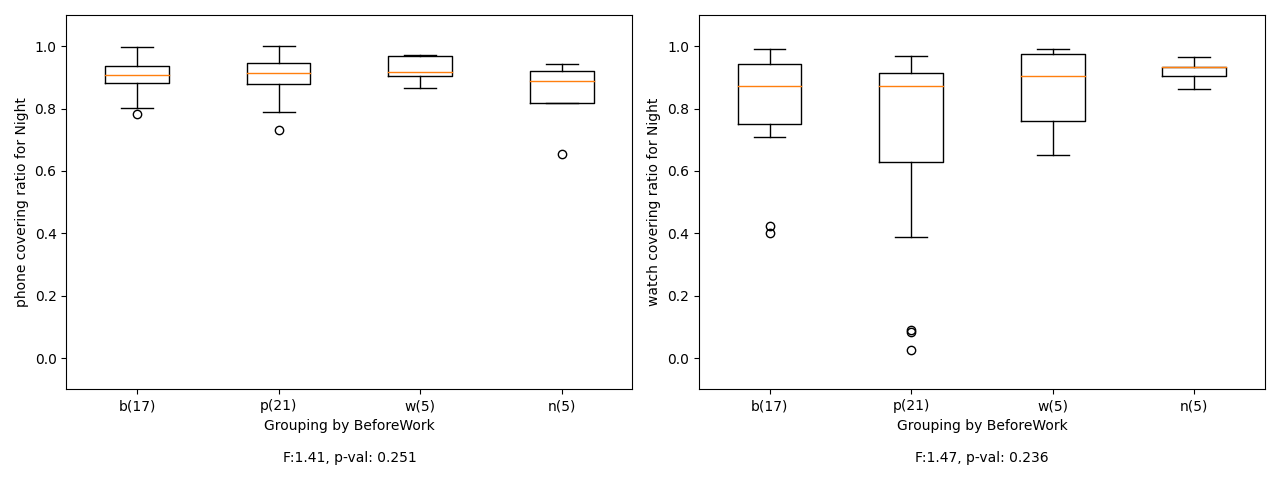 phone covering ratio for Night
1.0
0.8
0.6
0.4
0.2
0.0
b(17) p(21) w(5) n(5)
Grouping by BeforeWork
F:1.41, p-val: 0.251
watch covering ratio for Night
1.0
0.8
0.6
0.4
0.2
0.0
b(17) p(21) w(5) n(5)
Grouping by BeforeWork
F:1.47, p-val: 0.236